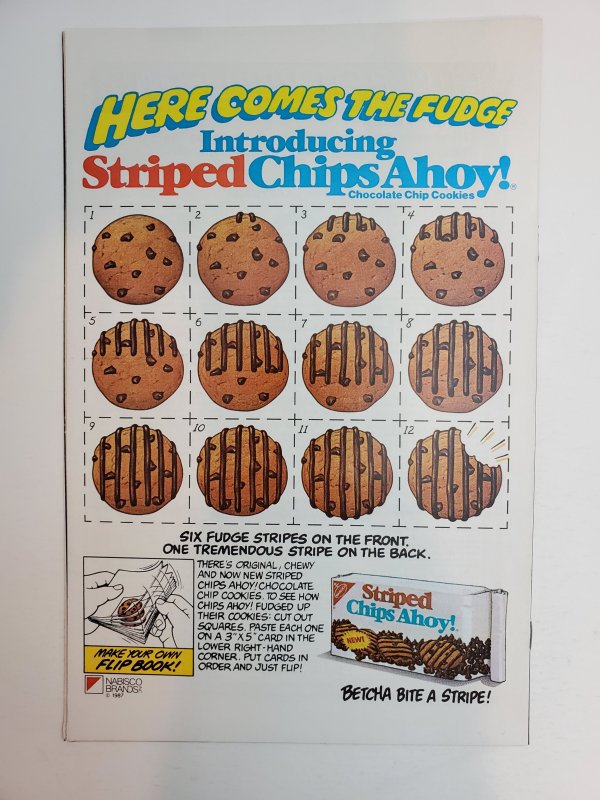 HERE COMES THE FUDGE
Introducing
Striped Chips Ahoy!®
Chocolate Chip Cookies
1 2 3 4
5 6 7 8
9 10 11 12
SIX FUDGE STRIPES ON THE FRONT.
ONE TREMENDOUS STRIPE ON THE BACK.
THERE'S ORIGINAL, CHEWY
AND NOW NEW STRIPED
CHIPS AHOY! CHOCOLATE
CHIP COOKIES. TO SEE HOW
CHIPS AHOY! FUDGED UP
THEIR COOKIES: CUT OUT
SQUARES. PASTE EACH ONE
ON A 3"X5" CARD IN THE
LOWER RIGHT-HAND
CORNER. PUT CARDS IN
ORDER AND JUST FLIP!
MAKE YOUR OWN
FLIP BOOK!
NABISCO
BRANDS
© 1987
Striped
Chips Ahoy!
NEW!
BETCHA BITE A STRIPE!